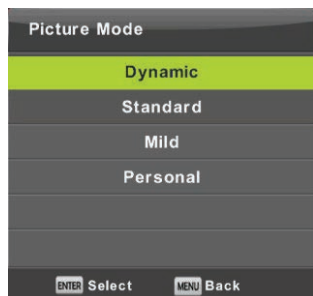 Picture Mode
Dynamic
Standard
Mild
Personal
ENTER Select MENU Back